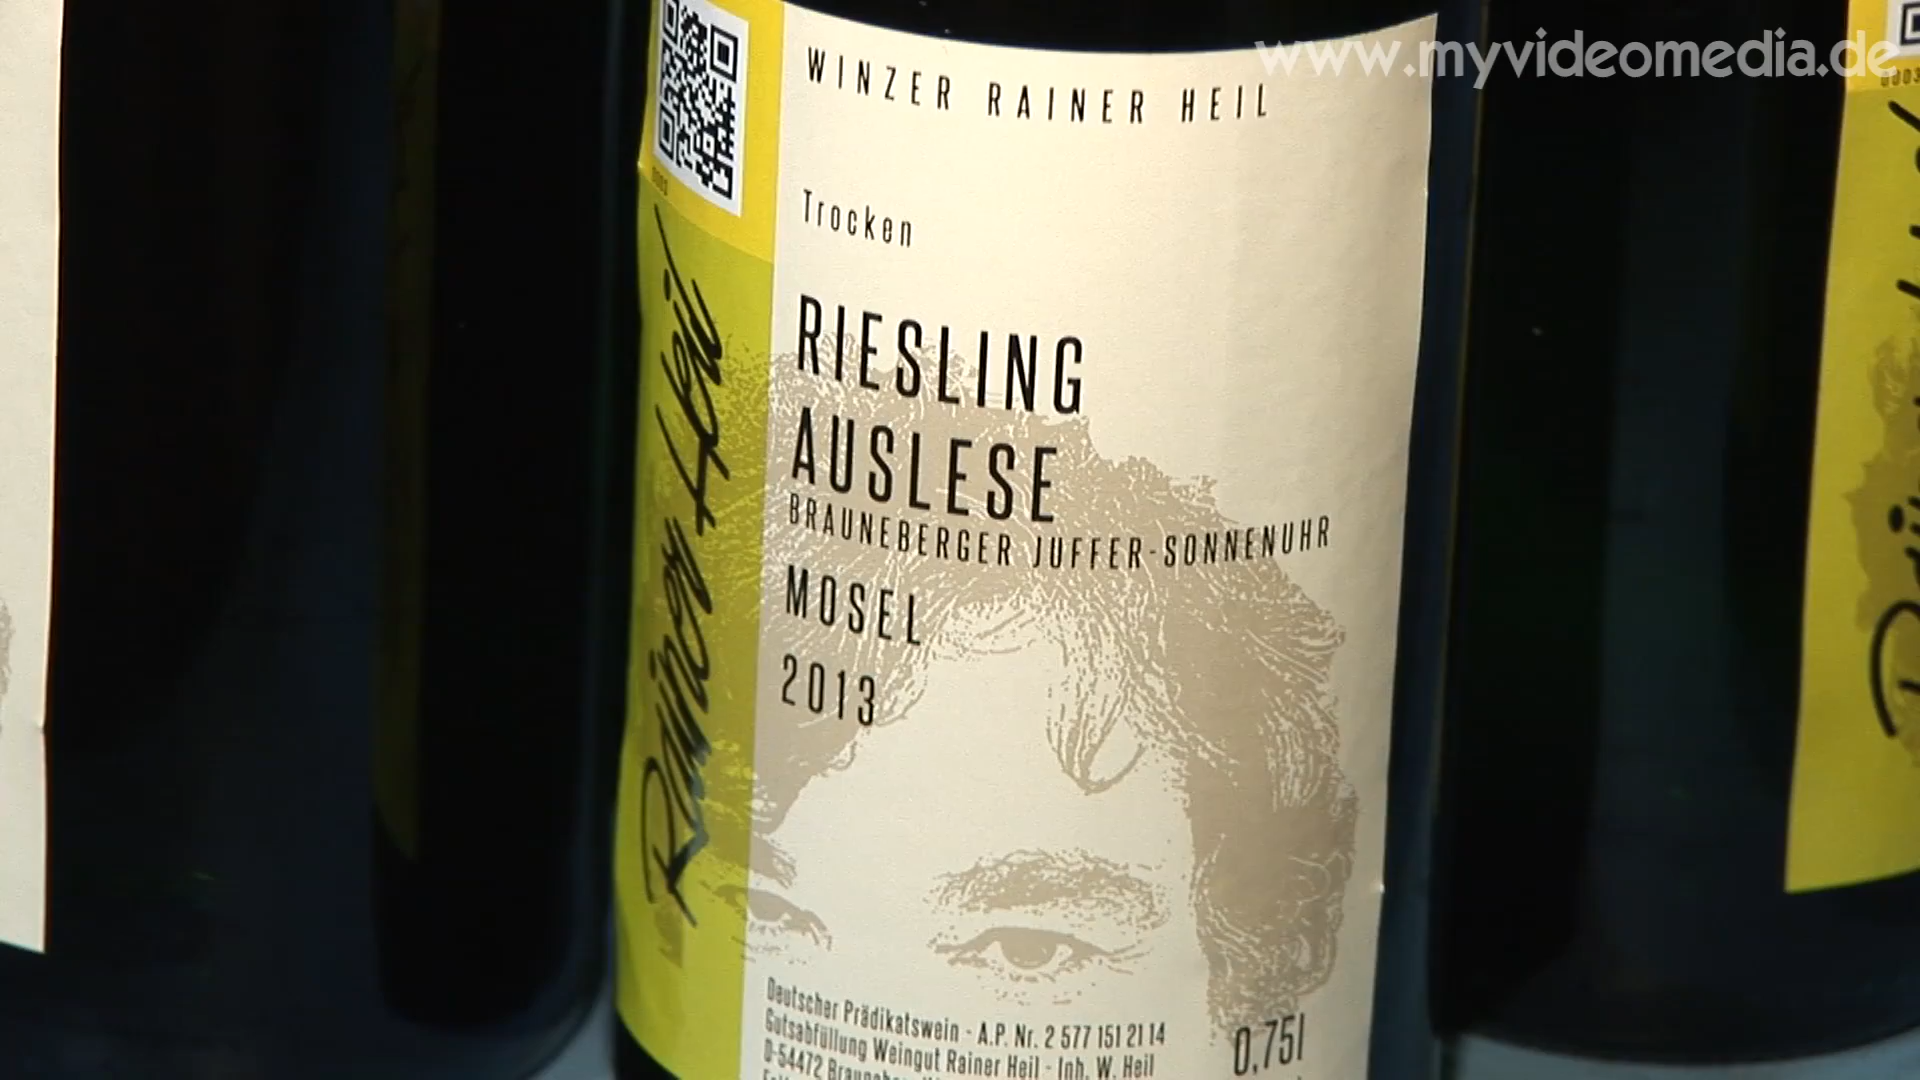 www.myvideomedia.de
WINZER RAINER HEIL
Trocken
RIESLING
AUSLESE
BRAUNEBERGER JUFFER-SONNENUHR
MOSEL
2013
Rainer Heil
Deutscher Prädikatswein - A.P. Nr. 2 577 151 21 14
Gutsabfüllung Weingut Rainer Heil - Inh. W. Heil
D-54472
0,75l